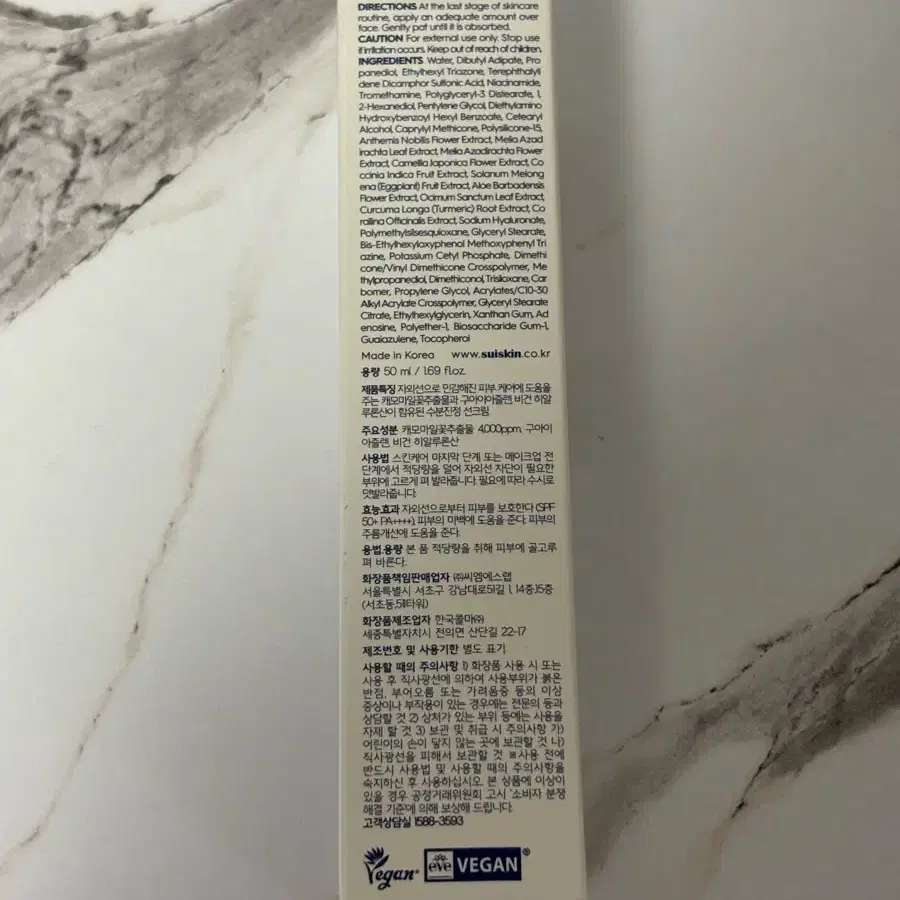 DIRECTIONS At the last stage of skincare
routine, apply an adequate amount over
face. Gently pat until it is absorbed.
CAUTION For external use only. Stop use
if irritation occurs. Keep out of reach of children.
INGREDIENTS Water, Dibutyl Adipate, Pro
panediol, Ethylhexyl Triazone, Terephthalyli
dene Dicamphor Sulfonic Acid, Niacinamide,
Tromethamine, Polyglyceryl-3 Distearate, 1,
2-Hexanediol, Pentylene Glycol, Diethylamino
Hydroxybenzoyl Hexyl Benzoate, Cetearyl
Alcohol, Caprylyl Methicone, Polysilicone-15,
Anthemis Nobilis Flower Extract, Melia Azad
irachta Leaf Extract, Melia Azadirachta Flower
Extract, Camellia Japonica Flower Extract, Co
ccinia Indica Fruit Extract, Solanum Melong
ena (Eggplant) Fruit Extract, Aloe Barbadensis
Flower Extract, Ocimum Sanctum Leaf Extract,
Curcuma Longa (Turmeric) Root Extract, Co
rallina Officinalis Extract, Sodium Hyaluronate,
Polymethylsilsesquioxane, Glyceryl Stearate,
Bis-Ethylhexyloxyphenol Methoxyphenyl Tri
azine, Potassium Cetyl Phosphate, Dimethi
cone/Vinyl Dimethicone Crosspolymer, Me
thylpropanediol, Dimethiconol, Trisiloxane, Car
bomer, Propylene Glycol, Acrylates/C10-30
Alkyl Acrylate Crosspolymer, Glyceryl Stearate
Citrate, Ethylhexylglycerin, Xanthan Gum, Ad
enosine, Polyether-1, Biosaccharide Gum-1,
Guaiazulene, Tocopherol
Made in Korea www.suiskin.co.kr
용량 50 ml / 1.69 fl.oz.
제품특징 자외선으로 민감해진 피부 케어에 도움을
주는 캐모마일꽃추출물과 구아이아줄렌, 비건 히알
루론산이 함유된 수분진정 선크림
주요성분 캐모마일꽃추출물 4,000ppm, 구아이
아줄렌, 비건 히알루론산
사용법 스킨케어 마지막 단계 또는 메이크업 전
단계에서 적당량을 덜어 자외선 차단이 필요한
부위에 고르게 펴 발라줍니다. 필요에 따라 수시로
덧발라줍니다.
효능.효과 자외선으로부터 피부를 보호한다 (SPF
50+ PA++++), 피부의 미백에 도움을 준다. 피부의
주름개선에 도움을 준다.
용법.용량 본 품 적당량을 취해 피부에 골고루
펴 바른다.
화장품책임판매업자 ㈜씨엠에스랩
서울특별시 서초구 강남대로51길 1, 14층,15층
(서초동,511타워)
화장품제조업자 한국콜마㈜
세종특별자치시 전의면 산단길 22-17
제조번호 및 사용기한 별도 표기
사용할 때의 주의사항 1) 화장품 사용 시 또는
사용 후 직사광선에 의하여 사용부위가 붉은
반점, 부어오름 또는 가려움증 등의 이상
증상이나 부작용이 있는 경우에는 전문의 등과
상담할 것 2) 상처가 있는 부위 등에는 사용을
자제 할 것 3) 보관 및 취급 시 주의사항 가)
어린이의 손이 닿지 않는 곳에 보관할 것 나)
직사광선을 피해서 보관할 것 ※사용 전에
반드시 사용법 및 사용할 때의 주의사항을
숙지하신 후 사용하십시오. 본 상품에 이상이
있을 경우 공정거래위원회 고시 '소비자 분쟁
해결 기준'에 의해 보상해 드립니다.
고객상담실 1588-3593
Vegan eve VEGAN®